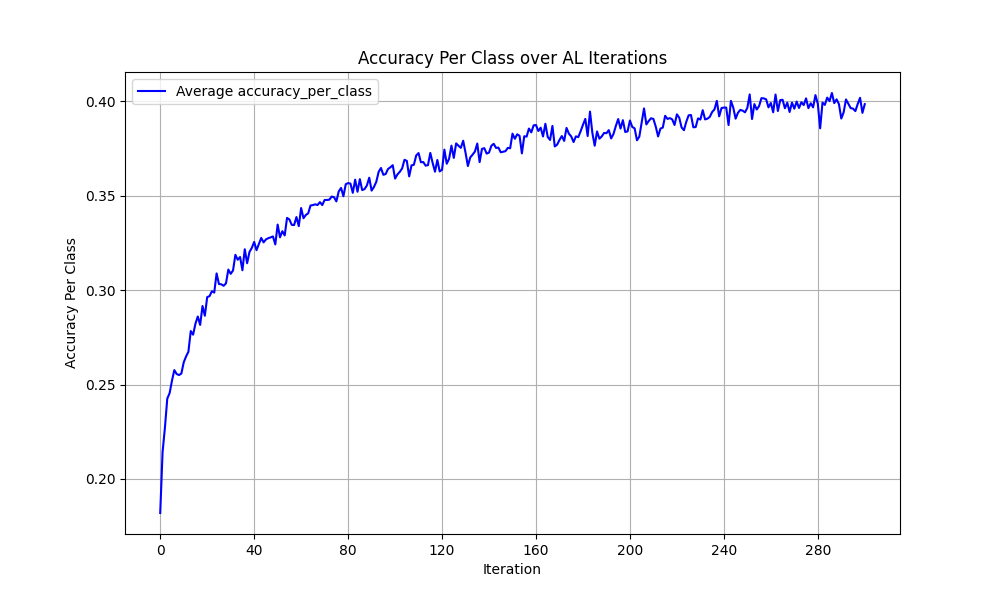 Accuracy Per Class over AL Iterations
Average accuracy_per_class
Accuracy Per Class
0.40
0.35
0.30
0.25
0.20
0 40 80 120 160 200 240 280
Iteration